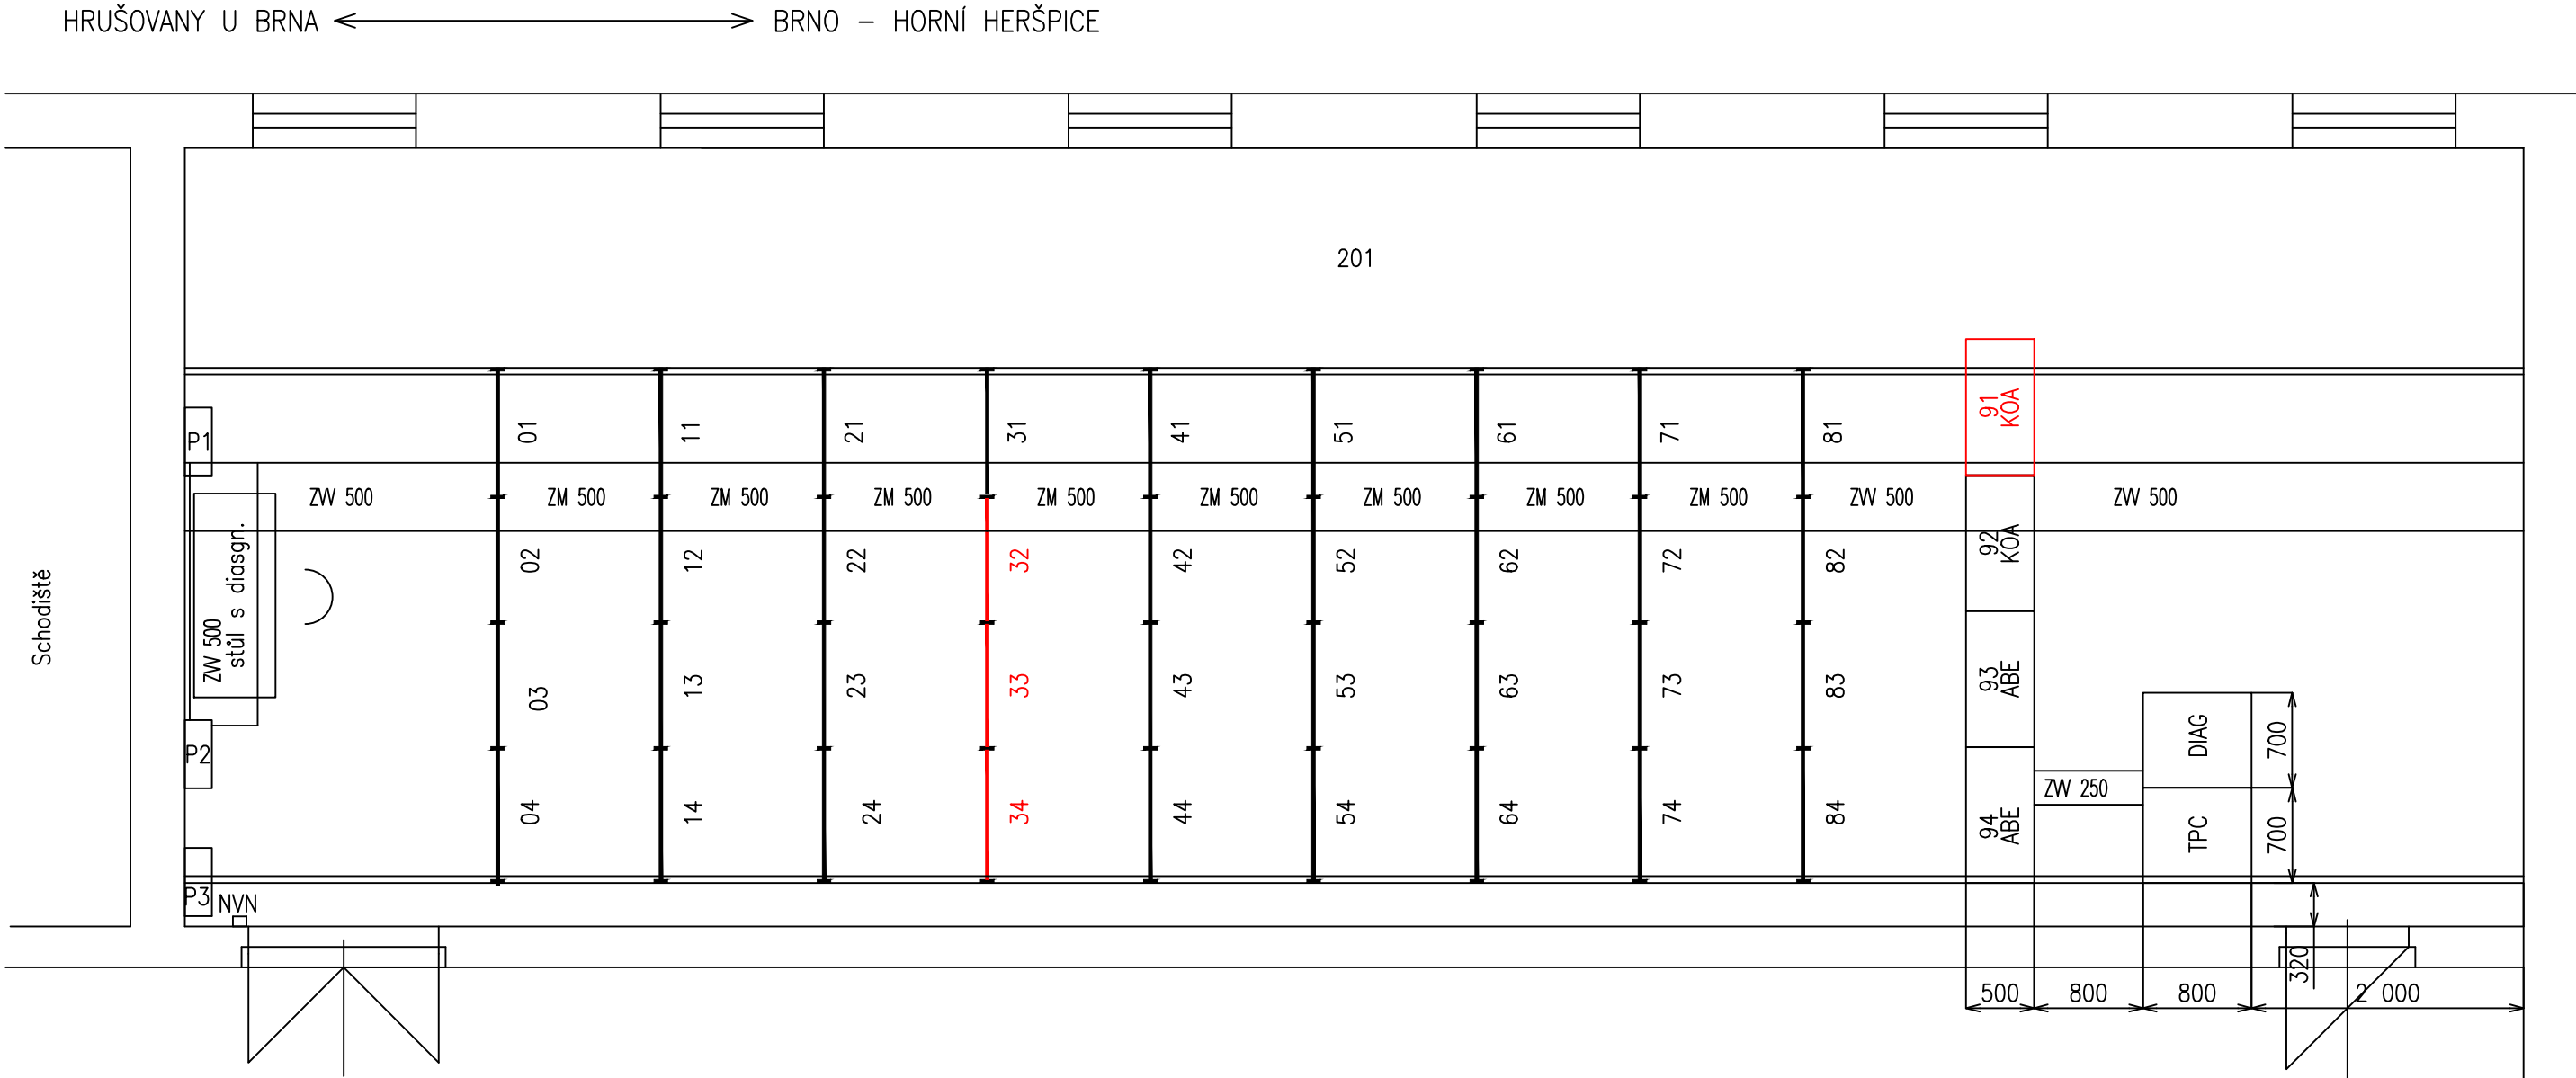 HRUŠOVANY U BRNA
BRNO – HORNÍ HERŠPICE
201
Schodiště
P1
01
11
21
31
41
51
61
71
81
91
KOA
ZW 500
ZM 500
ZM 500
ZM 500
ZM 500
ZM 500
ZM 500
ZM 500
ZM 500
ZW 500
ZW 500
ZW 500
stůl s diasgn.
02
12
22
32
42
52
62
72
82
92
KOA
03
13
23
33
43
53
63
73
83
93
ABE
P2
DIAG
700
ZW 250
04
14
24
34
44
54
64
74
84
94
ABE
TPC
700
P3
NVN
320
500
800
800
2 000